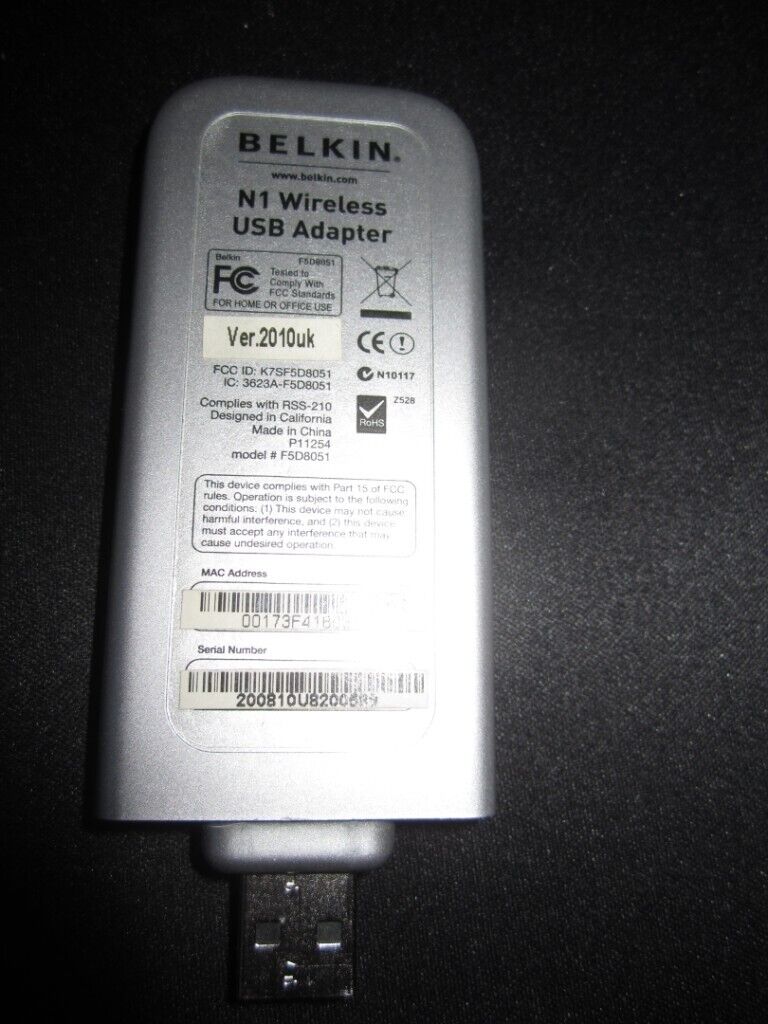 BELKIN.
www.belkin.com
N1 Wireless
USB Adapter
Belkin F5D8051
FC Tested to
Comply With
FCC Standards
FOR HOME OR OFFICE USE
Ver.2010uk
CE
FCC ID: K7SF5D8051
IC: 3623A-F5D8051
N10117
Complies with RSS-210
Designed in California
Made in China
P11254
model # F5D8051
Z528
RoHS
This device complies with Part 15 of FCC
rules. Operation is subject to the following
conditions: (1) This device may not cause
harmful interference, and (2) this device
must accept any interference that may
cause undesired operation.
MAC Address
Serial Number